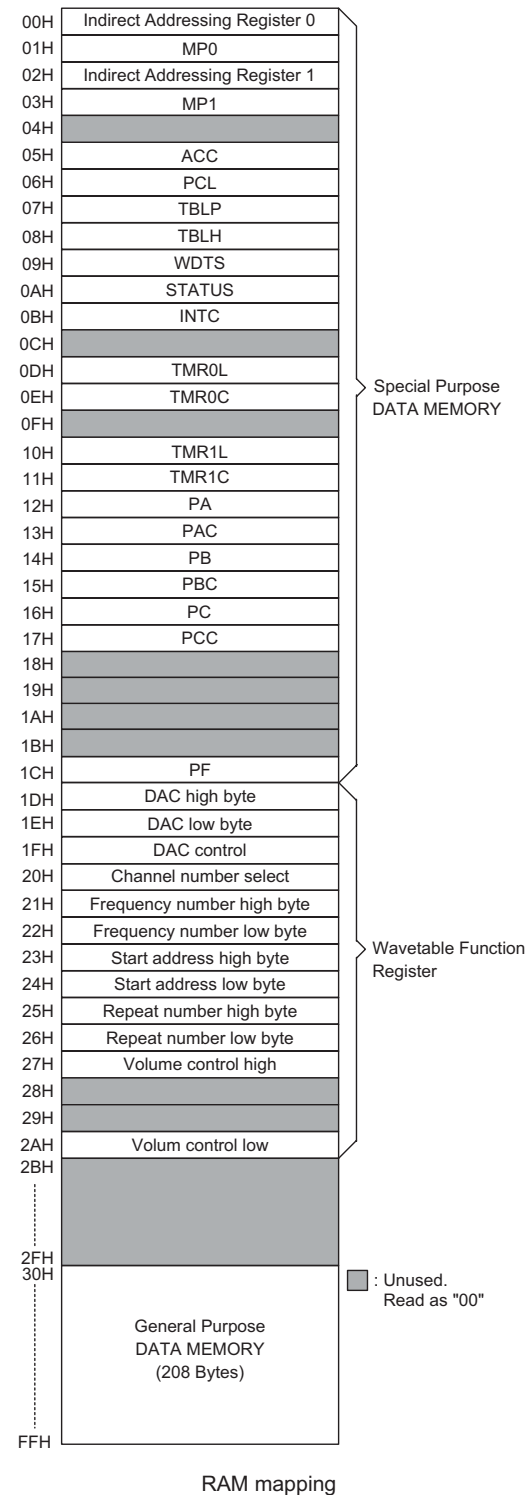 00H Indirect Addressing Register 0
01H MP0
02H Indirect Addressing Register 1
03H MP1
04H
05H ACC
06H PCL
07H TBLP
08H TBLH
09H WDTS
0AH STATUS
0BH INTC
0CH
0DH TMR0L
0EH TMR0C
0FH
10H TMR1L
11H TMR1C
12H PA
13H PAC
14H PB
15H PBC
16H PC
17H PCC
18H
19H
1AH
1BH
1CH PF
Special Purpose
DATA MEMORY
1DH DAC high byte
1EH DAC low byte
1FH DAC control
20H Channel number select
21H Frequency number high byte
22H Frequency number low byte
23H Start address high byte
24H Start address low byte
25H Repeat number high byte
26H Repeat number low byte
27H Volume control high
28H
29H
2AH Volum control low
Wavetable Function
Register
2BH
2FH
30H
: Unused.
Read as "00"
General Purpose
DATA MEMORY
(208 Bytes)
FFH
RAM mapping